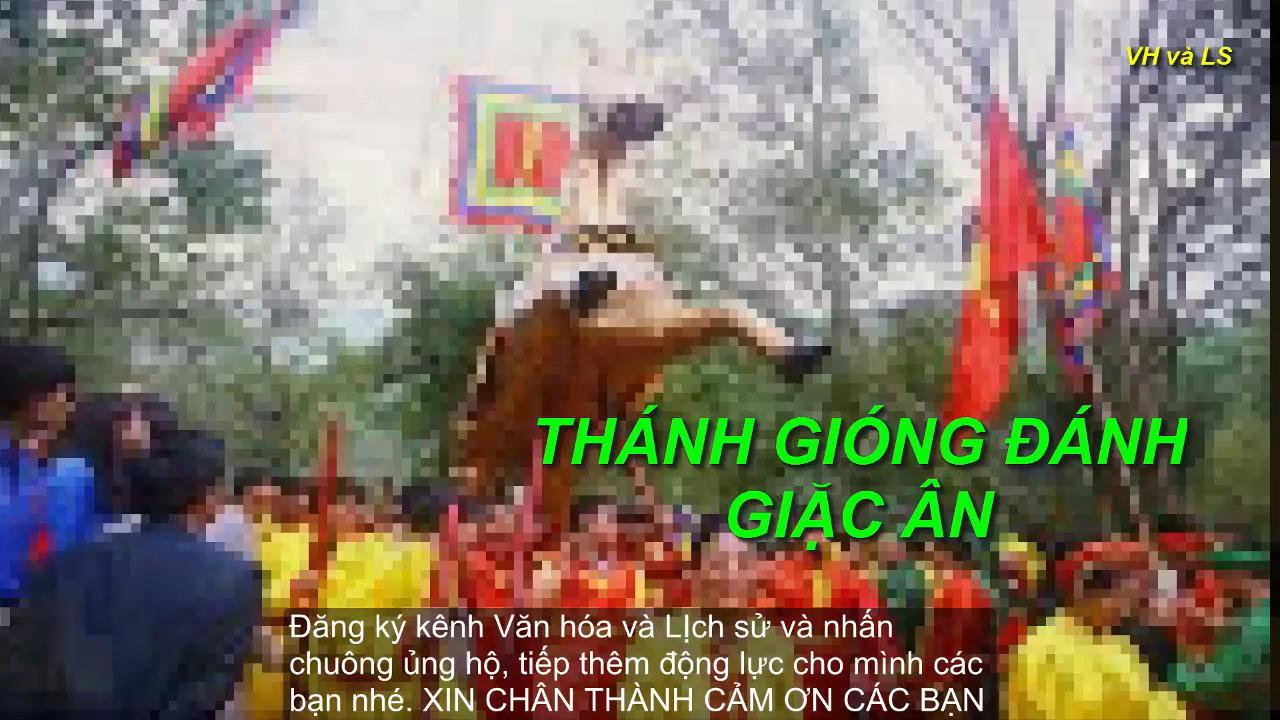 VH và LS
THÁNH GIÓNG ĐÁNH
GIẶC ÂN
Đăng ký kênh Văn hóa và LỊch sử và nhấn
chuông ủng hộ, tiếp thêm động lực cho mình các
bạn nhé. XIN CHÂN THÀNH CẢM ƠN CÁC BẠN